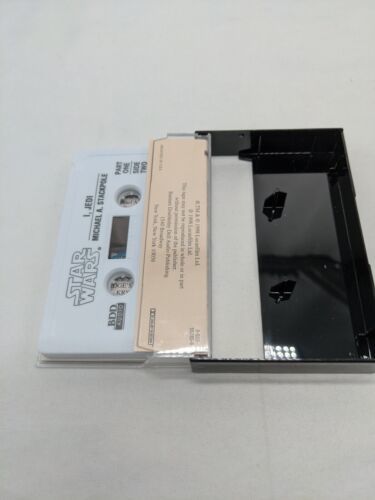 STAR
WARS®
I, JEDI
MICHAEL A. STACKPOLE
PART
ONE
SIDE
TWO
BDD
AUDIO
®,TM & © 1998 Lucasfilm Ltd.
© 1998 Lucasfilm Ltd.
This tape may not be reproduced in whole or in part
without permission of the publisher.
Bantam Doubleday Dell Audio Publishing
1540 Broadway
New York, New York 10036